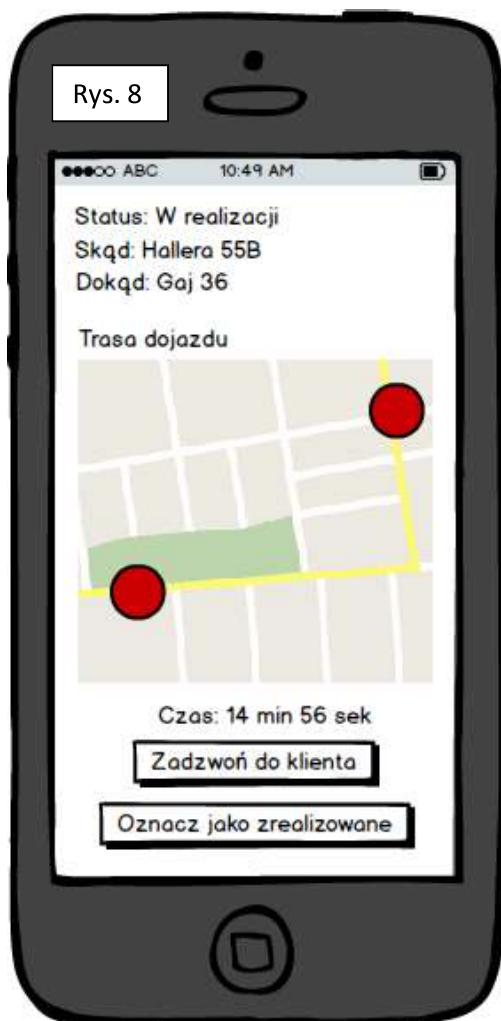 Rys. 8
ABC 10:49 AM
Status: W realizacji
Skąd: Hallera 55B
Dokąd: Gaj 36
Trasa dojazdu
Czas: 14 min 56 sek
Zadzwoń do klienta
Oznacz jako zrealizowane